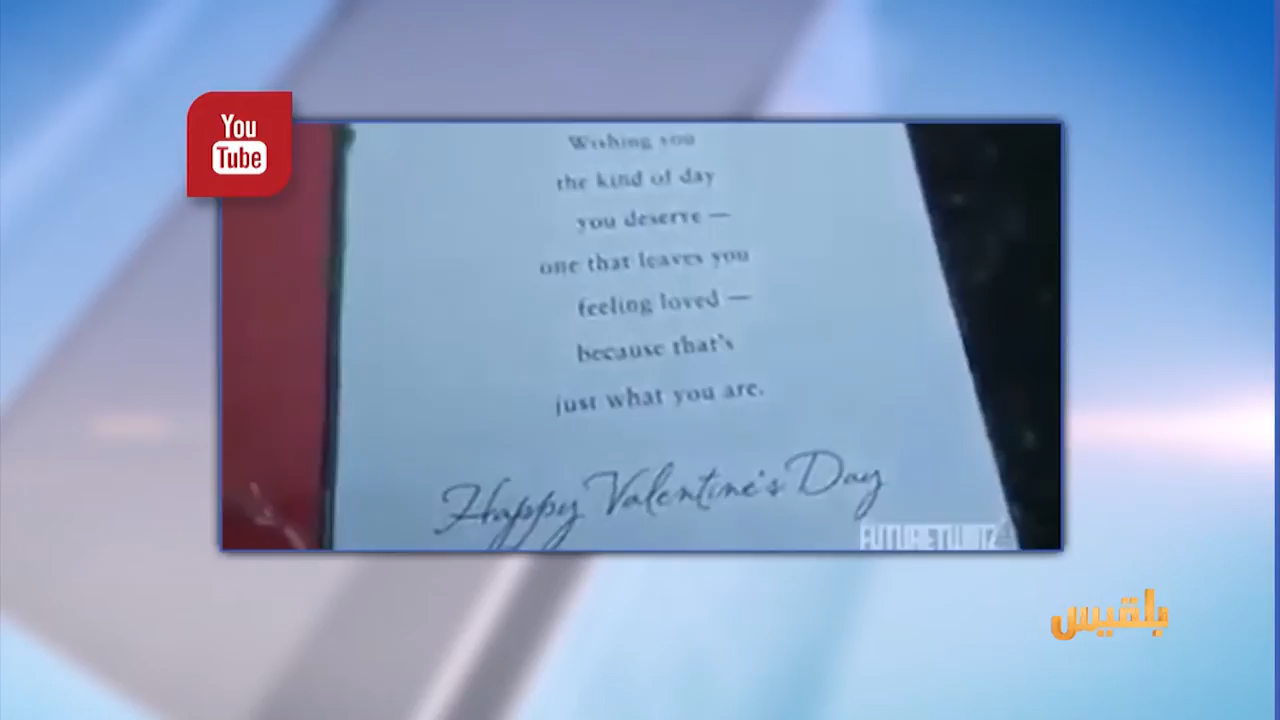 You
Tube
Wishing you
the kind of day
you deserve —
one that leaves you
feeling loved —
because that's
just what you are.
Happy Valentine's Day
بلقيس